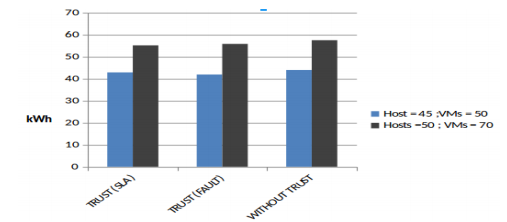 70
60
50
40
30
20
10
0
kWh
TRUST (SLA)
TRUST (FAULT)
WITHOUT TRUST
Host = 45 ;VMs = 50
Hosts =50 ; VMs = 70